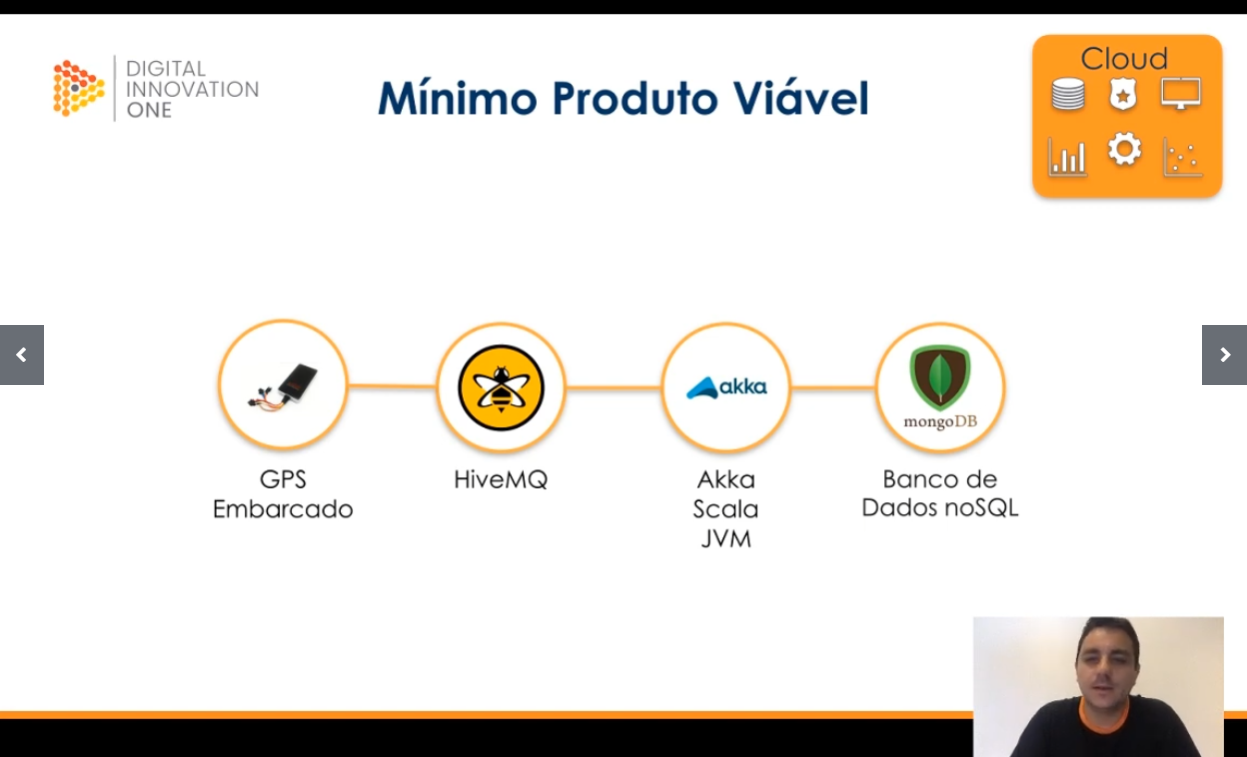 DIGITAL
INNOVATION
ONE
Mínimo Produto Viável
Cloud
akka
mongoDB
GPS
Embarcado
HiveMQ
Akka
Scala
JVM
Banco de
Dados noSQL